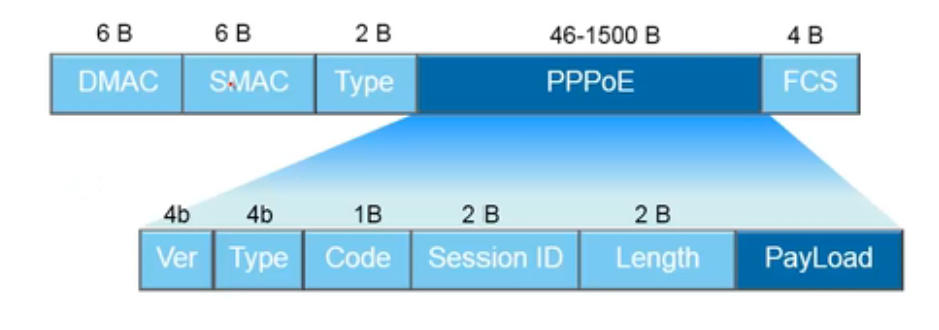 6 B 6 B 2 B 46-1500 B 4 B
DMAC SMAC Type PPPoE FCS
4b 4b 1B 2 B 2 B
Ver Type Code Session ID Length PayLoad